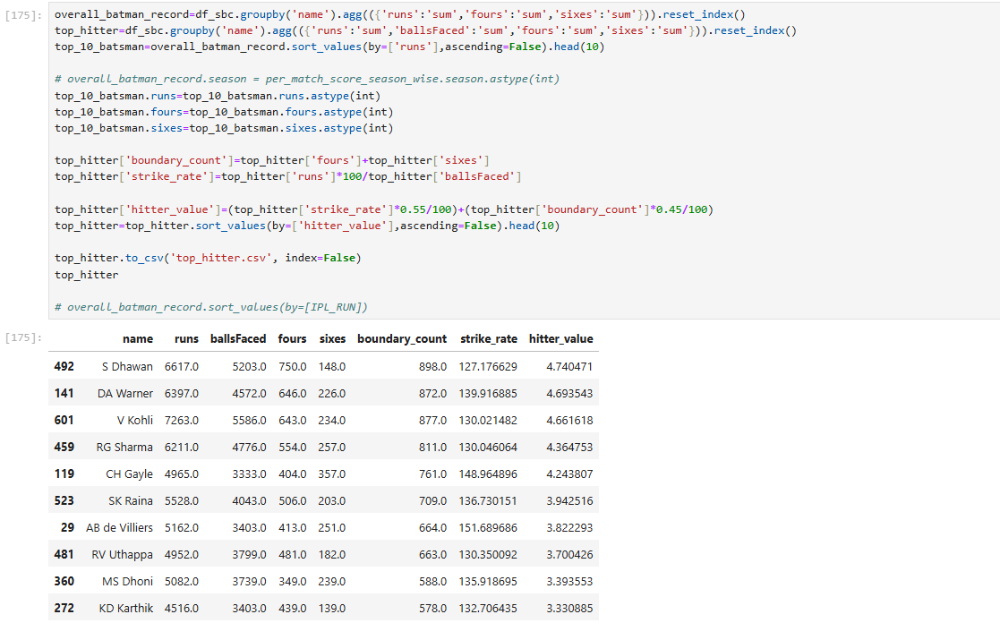 [175]: overall_batman_record=df_sbc.groupby('name').agg(({'runs':'sum','fours':'sum','sixes':'sum'})).reset_index()
top_hitter=df_sbc.groupby('name').agg(({'runs':'sum','ballsFaced':'sum','fours':'sum','sixes':'sum'})).reset_index()
top_10_batsman=overall_batman_record.sort_values(by=['runs'],ascending=False).head(10)
# overall_batman_record.season = per_match_score_season_wise.season.astype(int)
top_10_batsman.runs=top_10_batsman.runs.astype(int)
top_10_batsman.fours=top_10_batsman.fours.astype(int)
top_10_batsman.sixes=top_10_batsman.sixes.astype(int)
top_hitter['boundary_count']=top_hitter['fours']+top_hitter['sixes']
top_hitter['strike_rate']=top_hitter['runs']*100/top_hitter['ballsFaced']
top_hitter['hitter_value']=(top_hitter['strike_rate']*0.55/100)+(top_hitter['boundary_count']*0.45/100)
top_hitter=top_hitter.sort_values(by=['hitter_value'],ascending=False).head(10)
top_hitter.to_csv('top_hitter.csv', index=False)
top_hitter
# overall_batman_record.sort_values(by=[IPL_RUN])
[175]: name runs ballsFaced fours sixes boundary_count strike_rate hitter_value
492 S Dhawan 6617.0 5203.0 750.0 148.0 898.0 127.176629 4.740471
141 DA Warner 6397.0 4572.0 646.0 226.0 872.0 139.916885 4.693543
601 V Kohli 7263.0 5586.0 643.0 234.0 877.0 130.021482 4.661618
459 RG Sharma 6211.0 4776.0 554.0 257.0 811.0 130.046064 4.364753
119 CH Gayle 4965.0 3333.0 404.0 357.0 761.0 148.964896 4.243807
523 SK Raina 5528.0 4043.0 506.0 203.0 709.0 136.730151 3.942516
29 AB de Villiers 5162.0 3403.0 413.0 251.0 664.0 151.689686 3.822293
481 RV Uthappa 4952.0 3799.0 481.0 182.0 663.0 130.350092 3.700426
360 MS Dhoni 5082.0 3739.0 349.0 239.0 588.0 135.918695 3.393553
272 KD Karthik 4516.0 3403.0 439.0 139.0 578.0 132.706435 3.330885